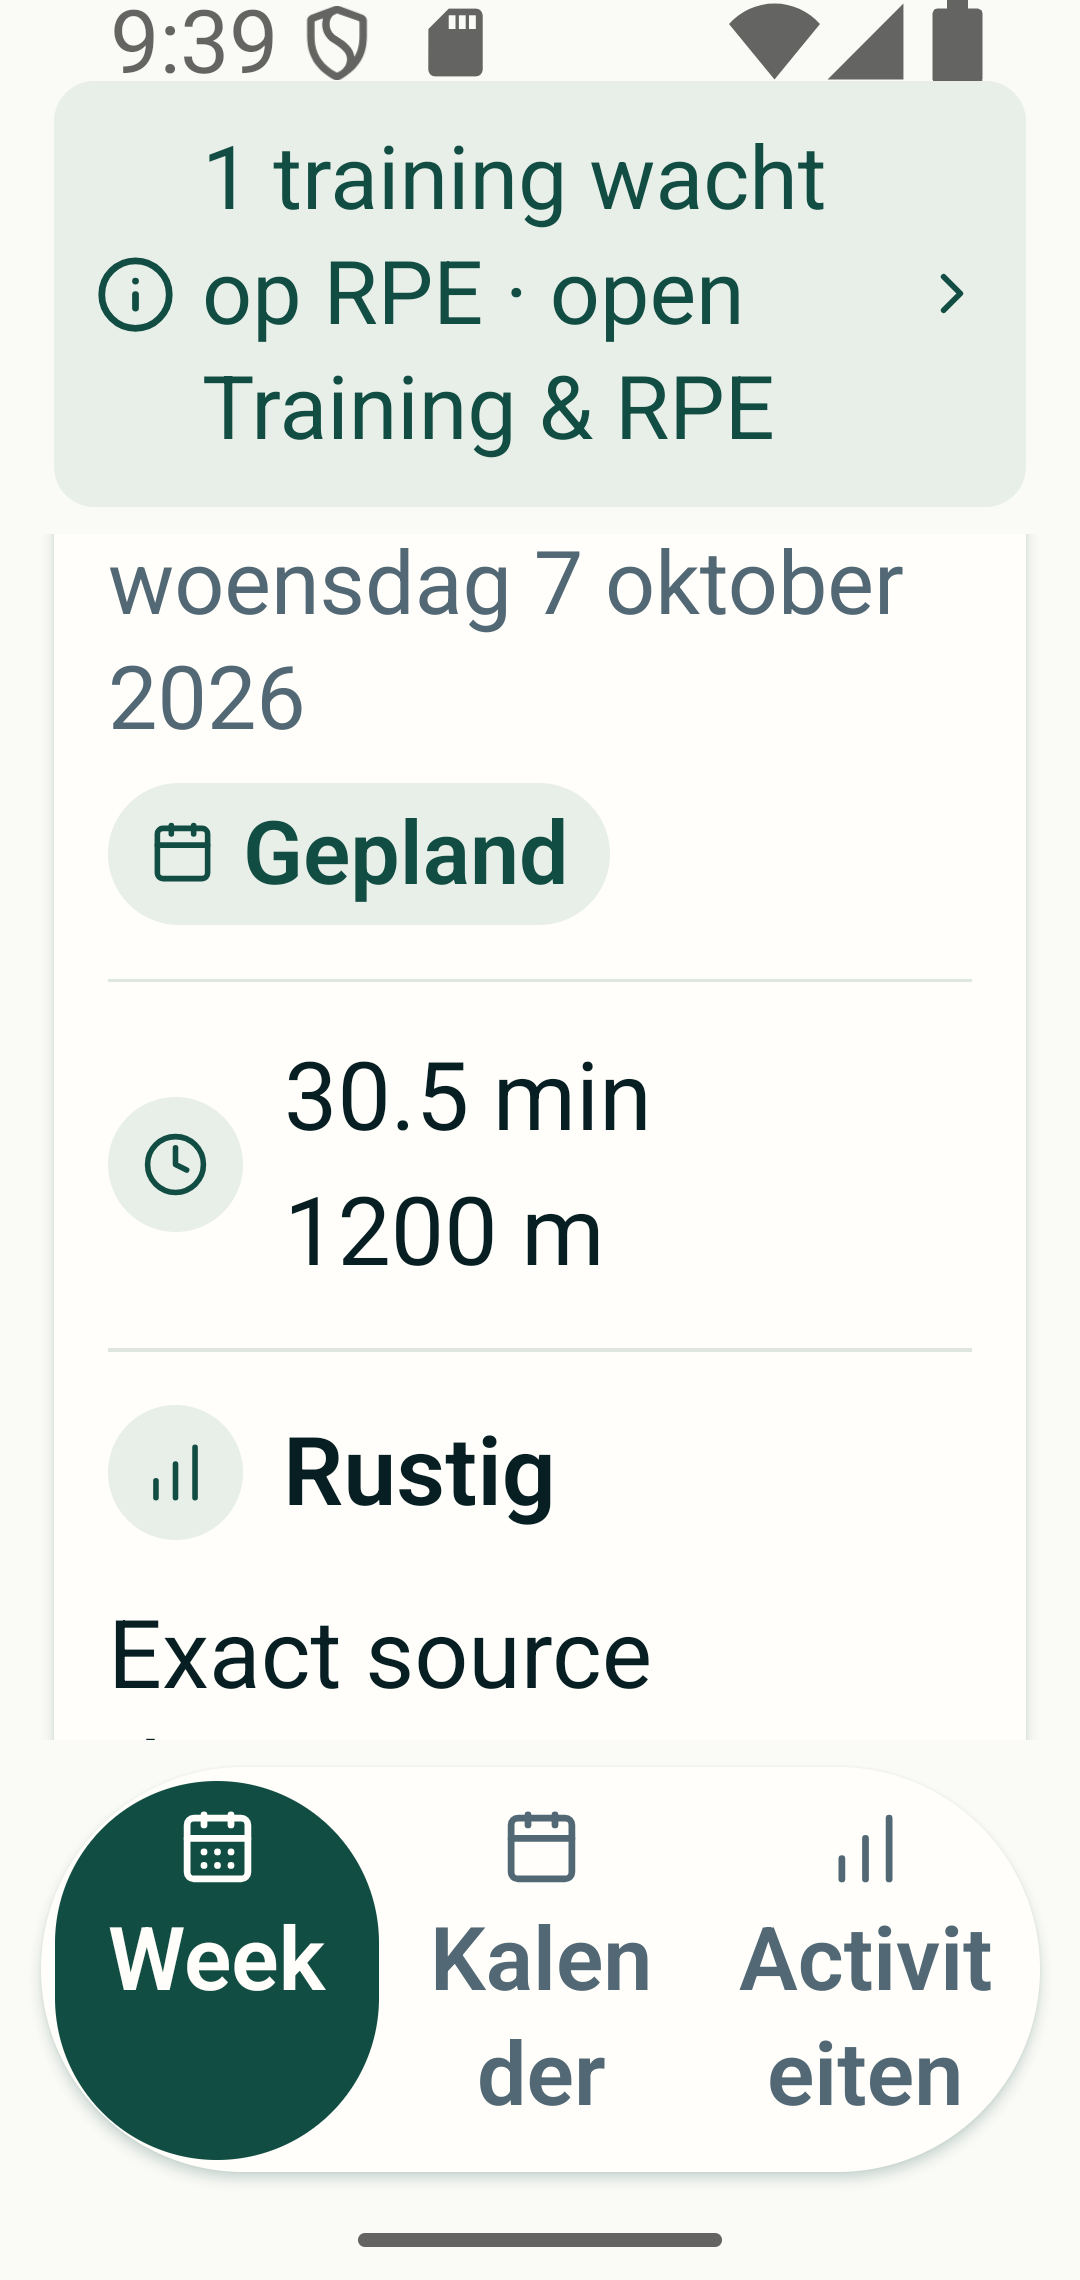 9:39
1 training wacht
op RPE · open
Training & RPE
woensdag 7 oktober
2026
Gepland
30.5 min
1200 m
Rustig
Exact source
Week
Kalen
der
Activit
eiten